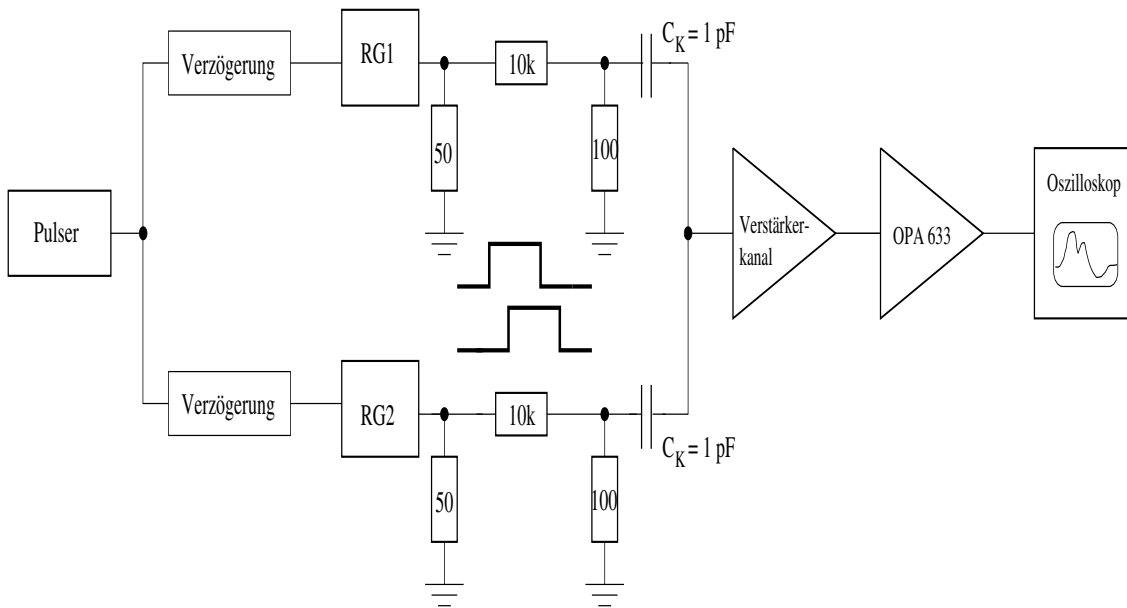 C_K = 1 pF
Verzögerung
RG1
10k
50
100
Pulser
Verstärker-
kanal
OPA 633
Oszilloskop
Verzögerung
RG2
10k
C_K = 1 pF
50
100